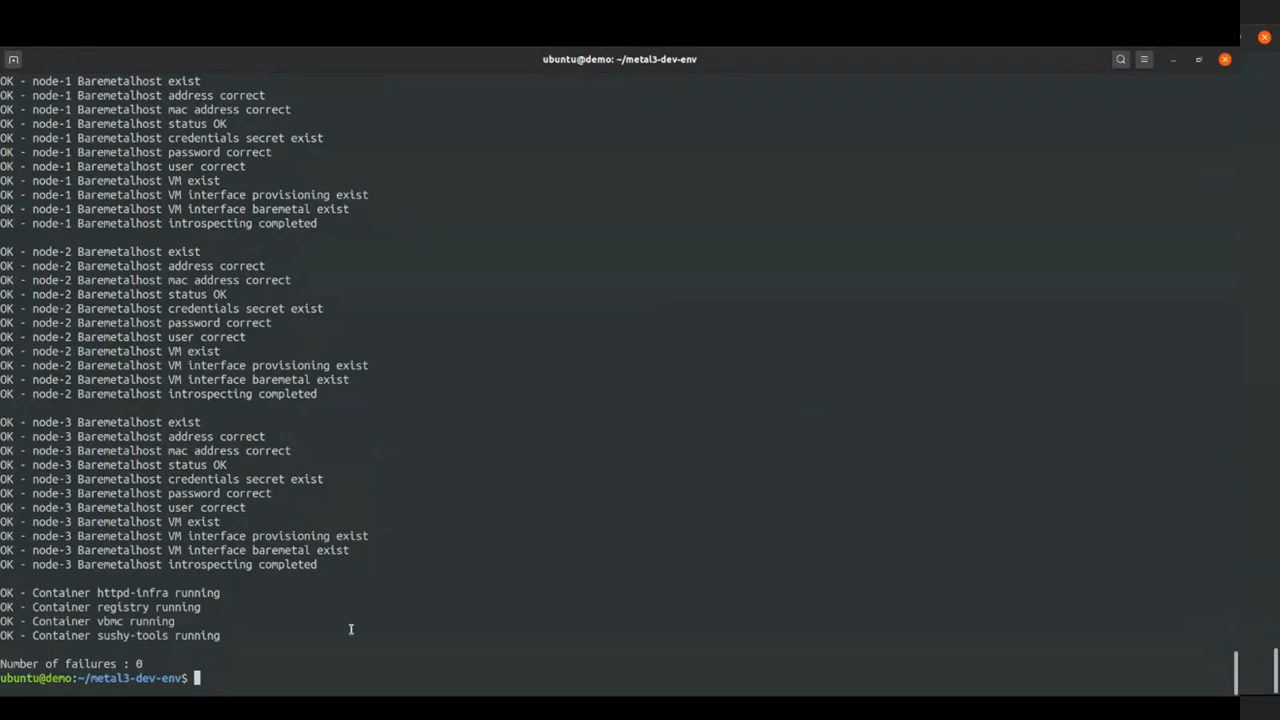 ubuntu@demo: ~/metal3-dev-env
OK - node-1 Baremetalhost exist
OK - node-1 Baremetalhost address correct
OK - node-1 Baremetalhost mac address correct
OK - node-1 Baremetalhost status OK
OK - node-1 Baremetalhost credentials secret exist
OK - node-1 Baremetalhost password correct
OK - node-1 Baremetalhost user correct
OK - node-1 Baremetalhost VM exist
OK - node-1 Baremetalhost VM interface provisioning exist
OK - node-1 Baremetalhost VM interface baremetal exist
OK - node-1 Baremetalhost introspecting completed
OK - node-2 Baremetalhost exist
OK - node-2 Baremetalhost address correct
OK - node-2 Baremetalhost mac address correct
OK - node-2 Baremetalhost status OK
OK - node-2 Baremetalhost credentials secret exist
OK - node-2 Baremetalhost password correct
OK - node-2 Baremetalhost user correct
OK - node-2 Baremetalhost VM exist
OK - node-2 Baremetalhost VM interface provisioning exist
OK - node-2 Baremetalhost VM interface baremetal exist
OK - node-2 Baremetalhost introspecting completed
OK - node-3 Baremetalhost exist
OK - node-3 Baremetalhost address correct
OK - node-3 Baremetalhost mac address correct
OK - node-3 Baremetalhost status OK
OK - node-3 Baremetalhost credentials secret exist
OK - node-3 Baremetalhost password correct
OK - node-3 Baremetalhost user correct
OK - node-3 Baremetalhost VM exist
OK - node-3 Baremetalhost VM interface provisioning exist
OK - node-3 Baremetalhost VM interface baremetal exist
OK - node-3 Baremetalhost introspecting completed
OK - Container httpd-infra running
OK - Container registry running
OK - Container vbmc running
OK - Container sushy-tools running
Number of failures : 0
ubuntu@demo:~/metal3-dev-env$